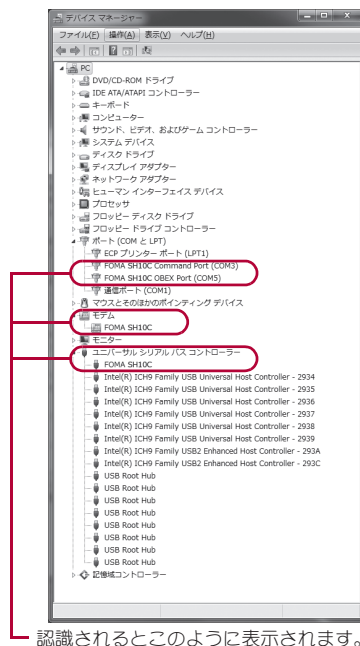 デバイス マネージャー
ファイル(F) 操作(A) 表示(V) ヘルプ(H)
PC
DVD/CD-ROM ドライブ
IDE ATA/ATAPI コントローラー
キーボード
コンピューター
サウンド、ビデオ、およびゲーム コントローラー
システム デバイス
ディスク ドライブ
ディスプレイ アダプター
ネットワーク アダプター
ヒューマン インターフェイス デバイス
プロセッサ
フロッピー ディスク ドライブ
フロッピー ドライブ コントローラー
ポート (COM と LPT)
ECP プリンター ポート (LPT1)
FOMA SH10C Command Port (COM3)
FOMA SH10C OBEX Port (COM5)
通信ポート (COM1)
マウスとそのほかのポインティング デバイス
モデム
FOMA SH10C
モニター
ユニバーサル シリアル バス コントローラー
FOMA SH10C
Intel(R) ICH9 Family USB Universal Host Controller - 2934
Intel(R) ICH9 Family USB Universal Host Controller - 2935
Intel(R) ICH9 Family USB Universal Host Controller - 2936
Intel(R) ICH9 Family USB Universal Host Controller - 2937
Intel(R) ICH9 Family USB Universal Host Controller - 2938
Intel(R) ICH9 Family USB Universal Host Controller - 2939
Intel(R) ICH9 Family USB2 Enhanced Host Controller - 293A
Intel(R) ICH9 Family USB2 Enhanced Host Controller - 293C
USB Root Hub
USB Root Hub
USB Root Hub
USB Root Hub
USB Root Hub
USB Root Hub
USB Root Hub
USB Root Hub
記憶域コントローラー
認識されるとこのように表示されます。